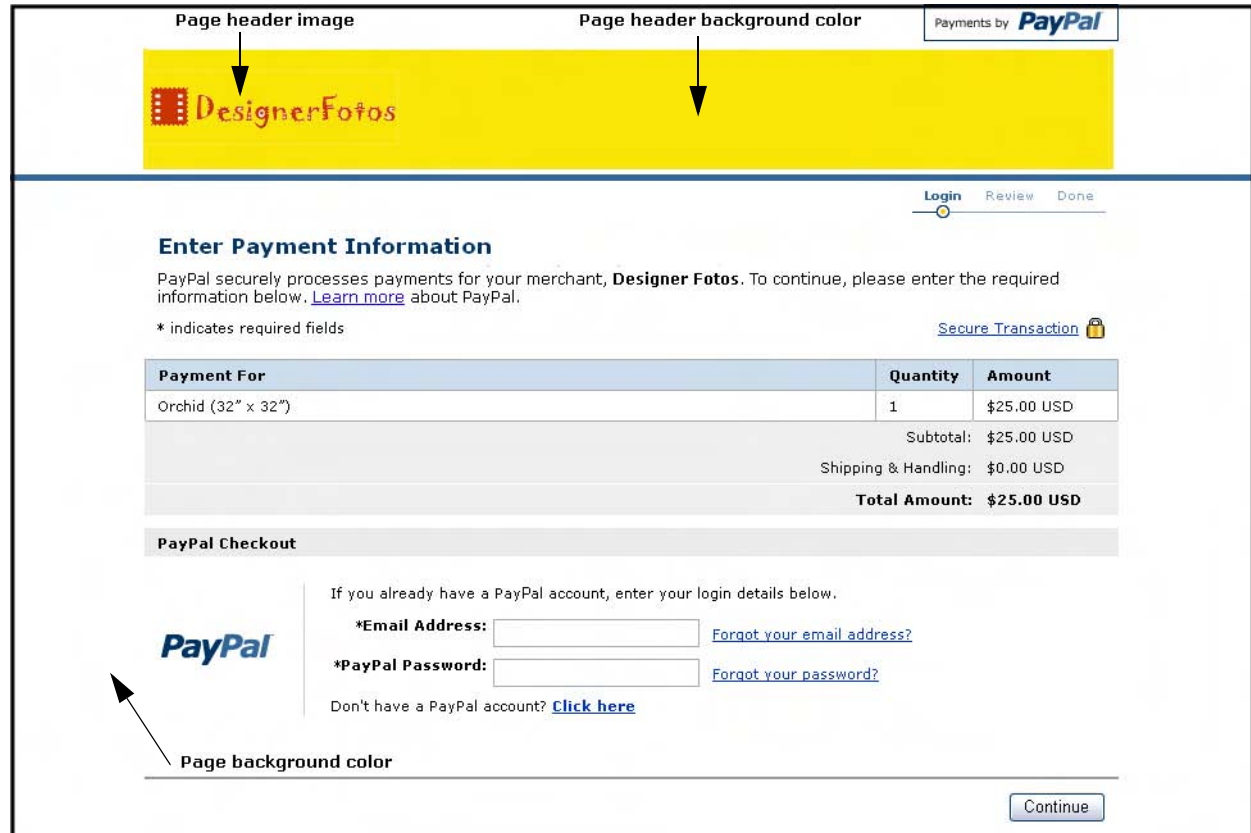 Page header image
Page header background color
Payments by PayPal
DesignerFotos
Login Review Done
Enter Payment Information
PayPal securely processes payments for your merchant, Designer Fotos. To continue, please enter the required
information below. Learn more about PayPal.
* indicates required fields
Secure Transaction
Payment For Quantity Amount
Orchid (32” x 32”) 1 $25.00 USD
Subtotal: $25.00 USD
Shipping & Handling: $0.00 USD
Total Amount: $25.00 USD
PayPal Checkout
If you already have a PayPal account, enter your login details below.
PayPal
*Email Address: Forgot your email address?
*PayPal Password: Forgot your password?
Don't have a PayPal account? Click here
Page background color
Continue